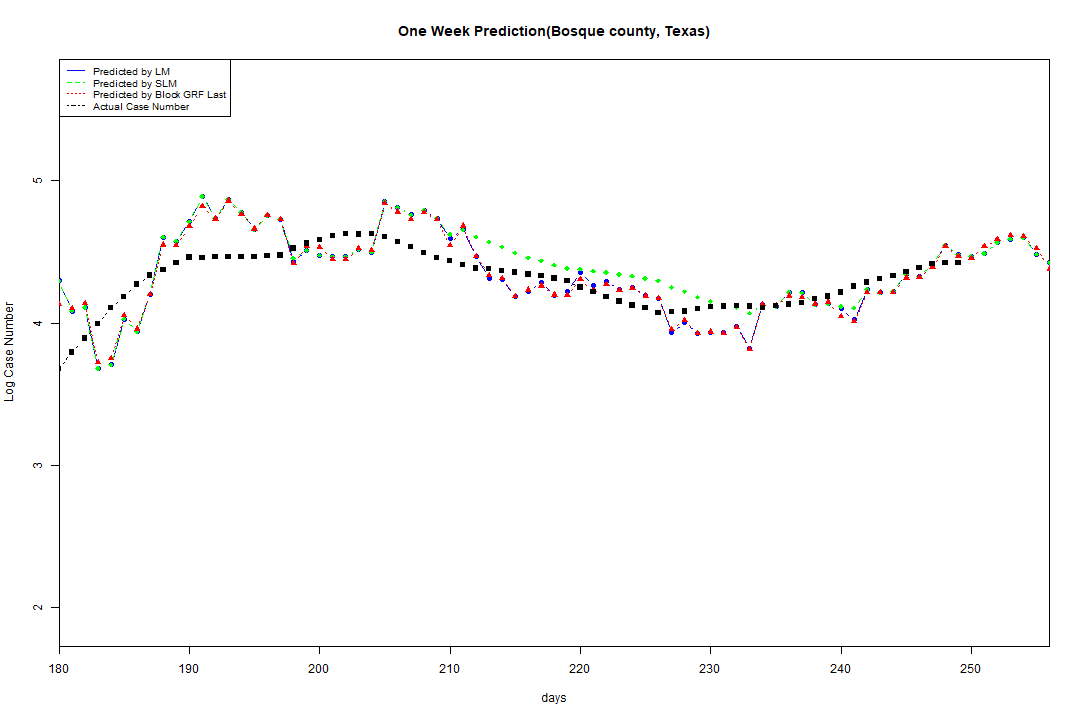 One Week Prediction(Bosque county, Texas)
Predicted by LM
Predicted by SLM
Predicted by Block GRF Last
Actual Case Number
5
4
3
2
Log Case Number
180 190 200 210 220 230 240 250
days